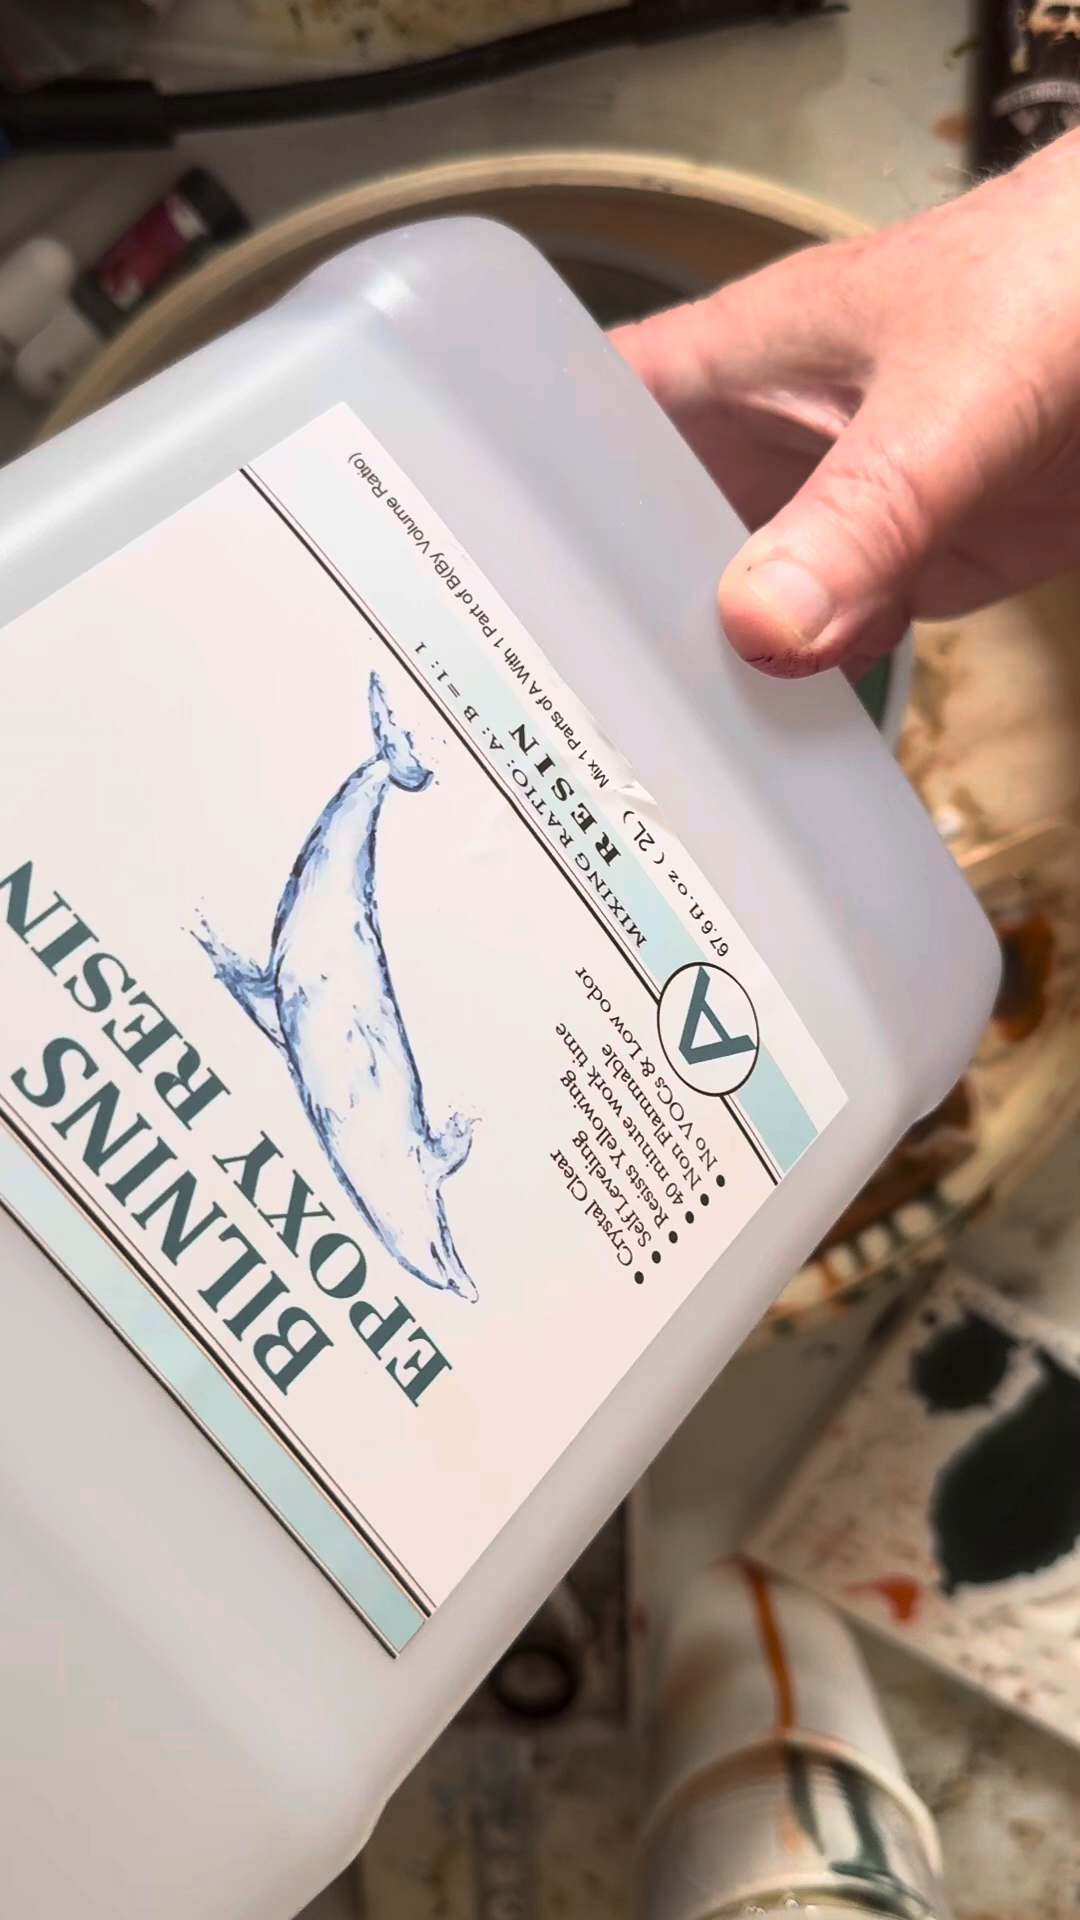 BILNINS
EPOXY RESIN
Crystal Clear
Self Leveling
Resists Yellowing
40 minute work time
Non Flammable
No VOCs & Low odor
MIXING RATIO: A: B = 1: 1
A
RESIN
67.6 fl.oz ( 2L )
Mix 1 Parts of A With 1 Part of B(By Volume Ratio)